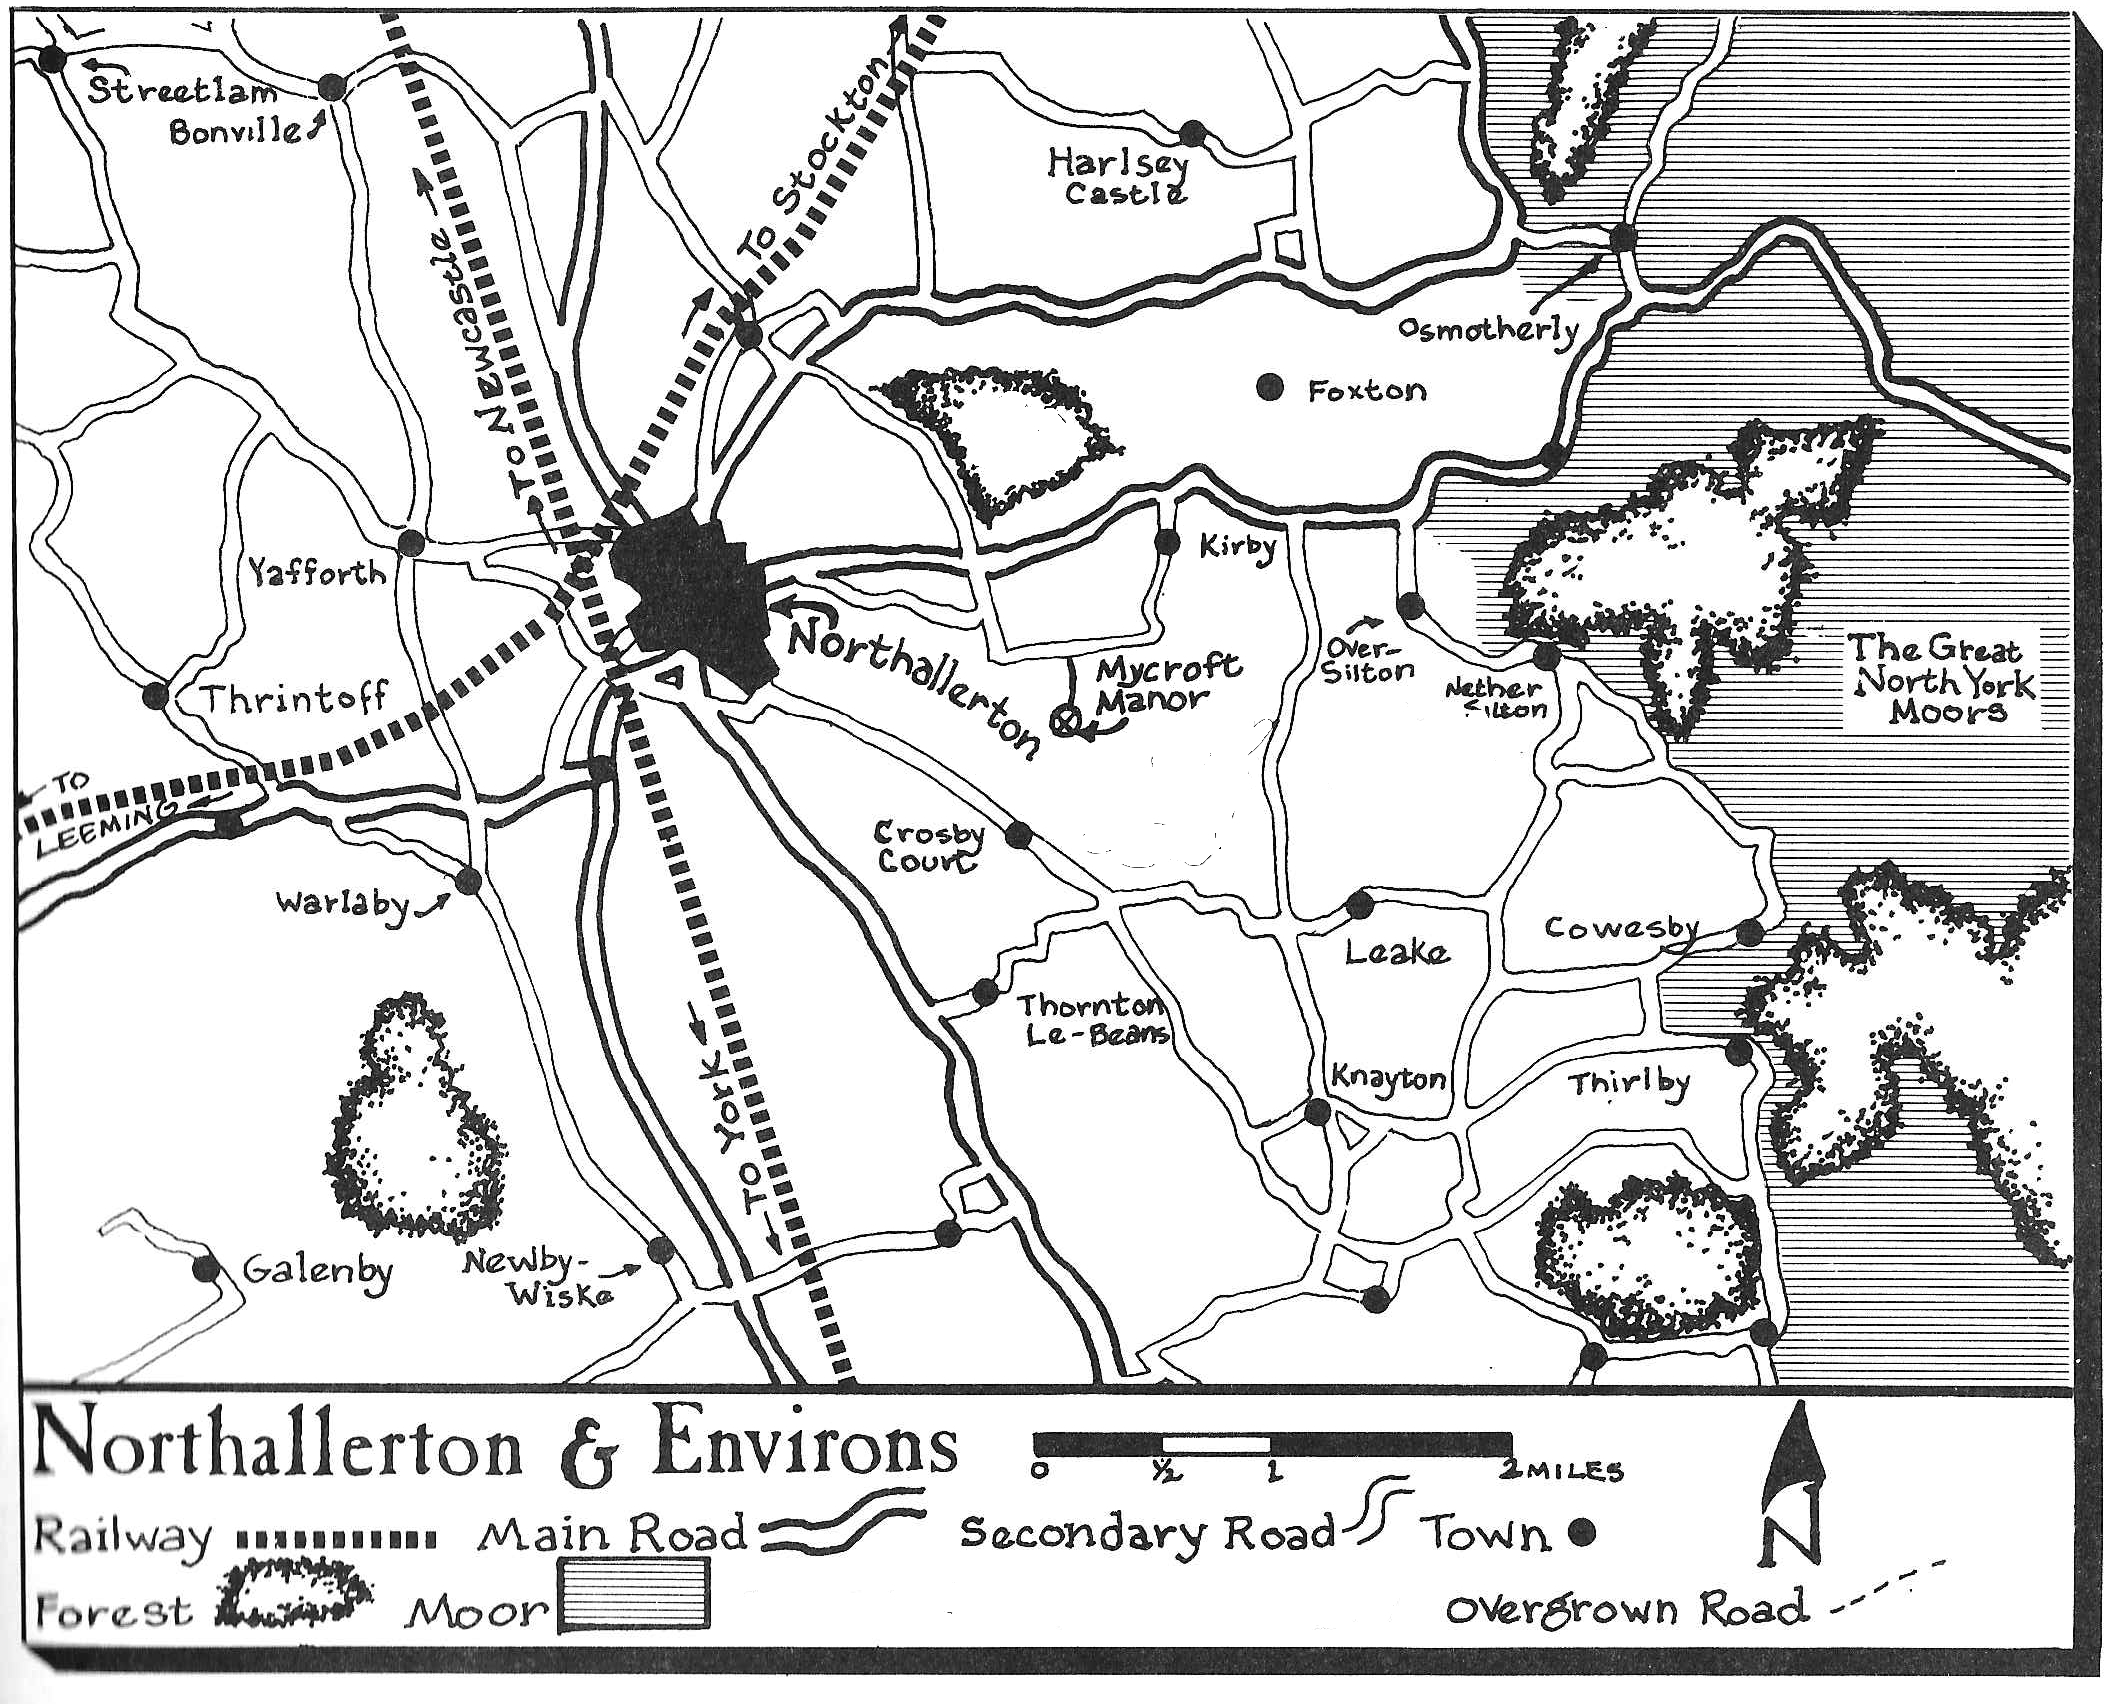 Streetlam
Bonville
To Newcastle
To Stockton
Harlsey
Castle
Osmotherly
Foxton
Yafforth
Kirby
Northallerton
Mycroft
Manor
Over-
Silton
Nether
Silton
The Great
North York
Moors
Thrintoff
TO
LEEMING
Warlaby
Crosby
Court
Leake
Cowesby
Thornton
Le-Beans
Knayton
Thirlby
To York
Galenby
Newby-
Wiske
Northallerton & Environs
0 ½ 1 2 MILES
Railway Main Road Secondary Road Town
N
Forest Moor Overgrown Road